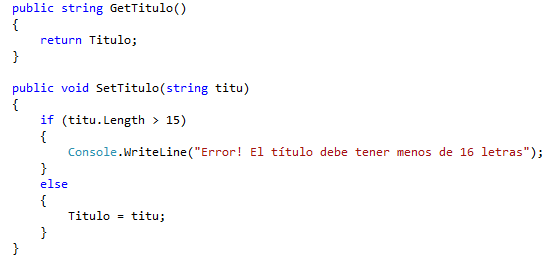 public string GetTitulo()
{
return Titulo;
}
public void SetTitulo(string titu)
{
if (titu.Length > 15)
{
Console.WriteLine("Error! El título debe tener menos de 16 letras");
}
else
{
Titulo = titu;
}
}